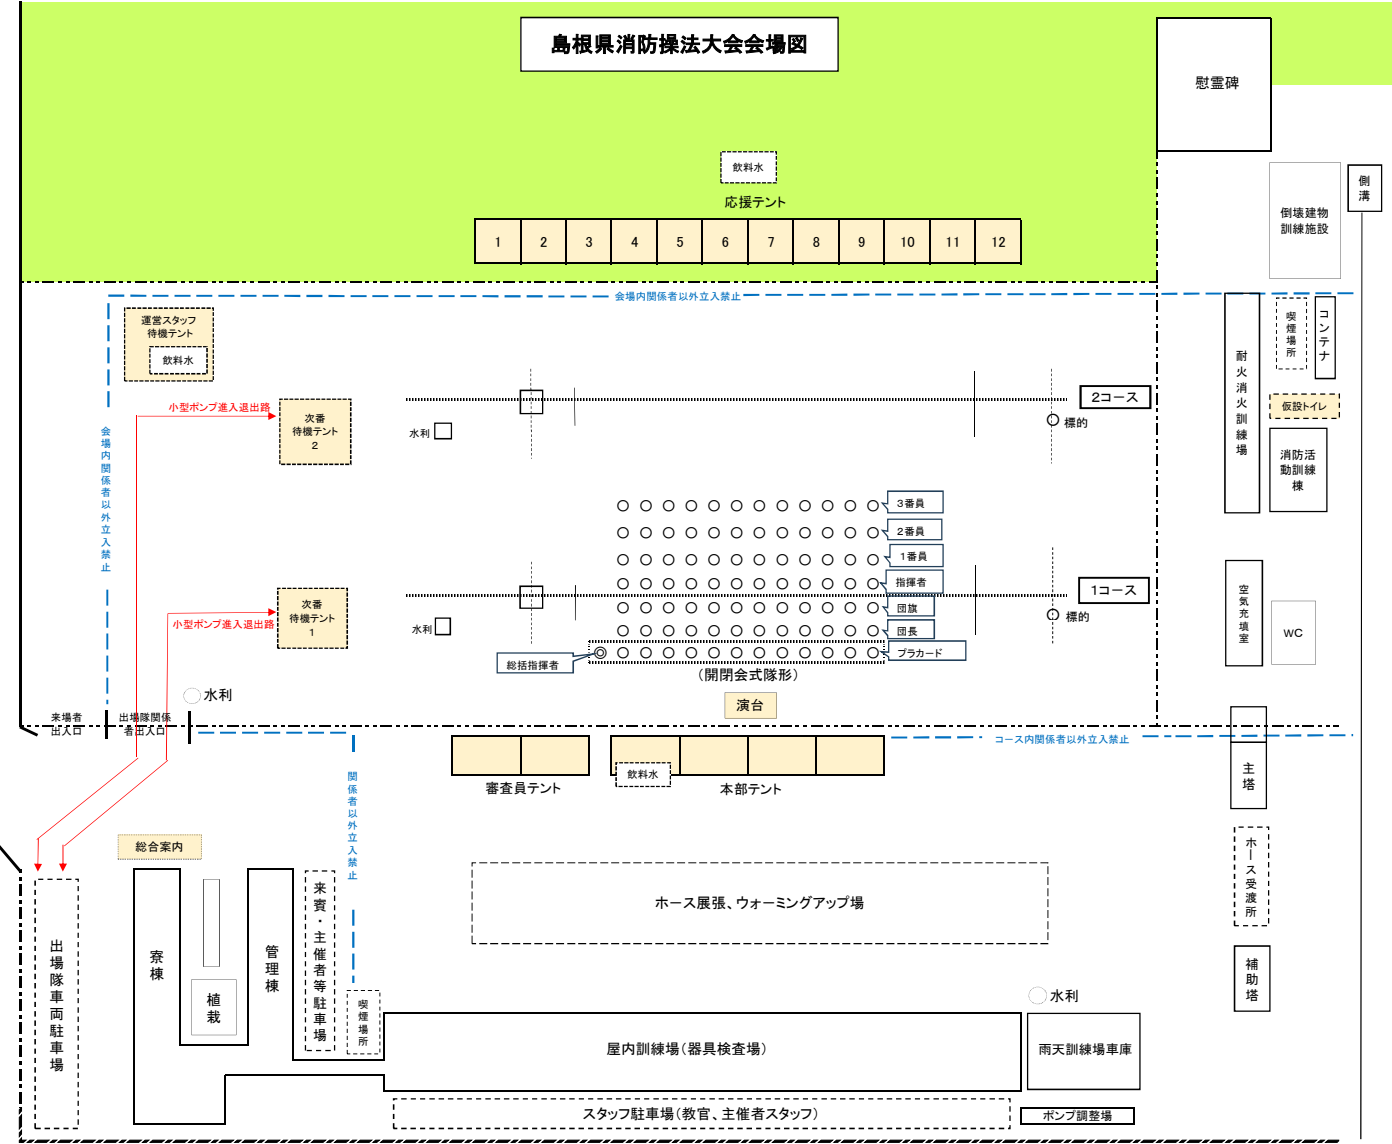 島根県消防操法大会会場図
慰霊碑
飲料水
応援テント
1 2 3 4 5 6 7 8 9 10 11 12
側溝
倒壊建物
訓練施設
会場内関係者以外立入禁止
運営スタッフ
待機テント
飲料水
喫煙場所
コンテナ
耐火消火訓練場
仮設トイレ
小型ポンプ進入退出路
次番
待機テント
2
2コース
水利
標的
会場内関係者以外立入禁止
消防活
動訓練
棟
3番員
2番員
1番員
指揮者
団旗
団長
プラカード
総括指揮者
(開閉会式隊形)
次番
待機テント
1
小型ポンプ進入退出路
水利
1コース
標的
空気充填室
WC
水利
演台
来場者
出入口
出場隊関係
者出入口
コース内関係者以外立入禁止
審査員テント
飲料水
本部テント
関係者以外立入禁止
主塔
総合案内
ホース展張、ウォーミングアップ場
ホース受渡所
出場隊車両駐車場
寮棟
植栽
管理棟
来賓・主催者等駐車場
喫煙場所
補助塔
水利
屋内訓練場(器具検査場)
雨天訓練場車庫
スタッフ駐車場(教官、主催者スタッフ)
ポンプ調整場